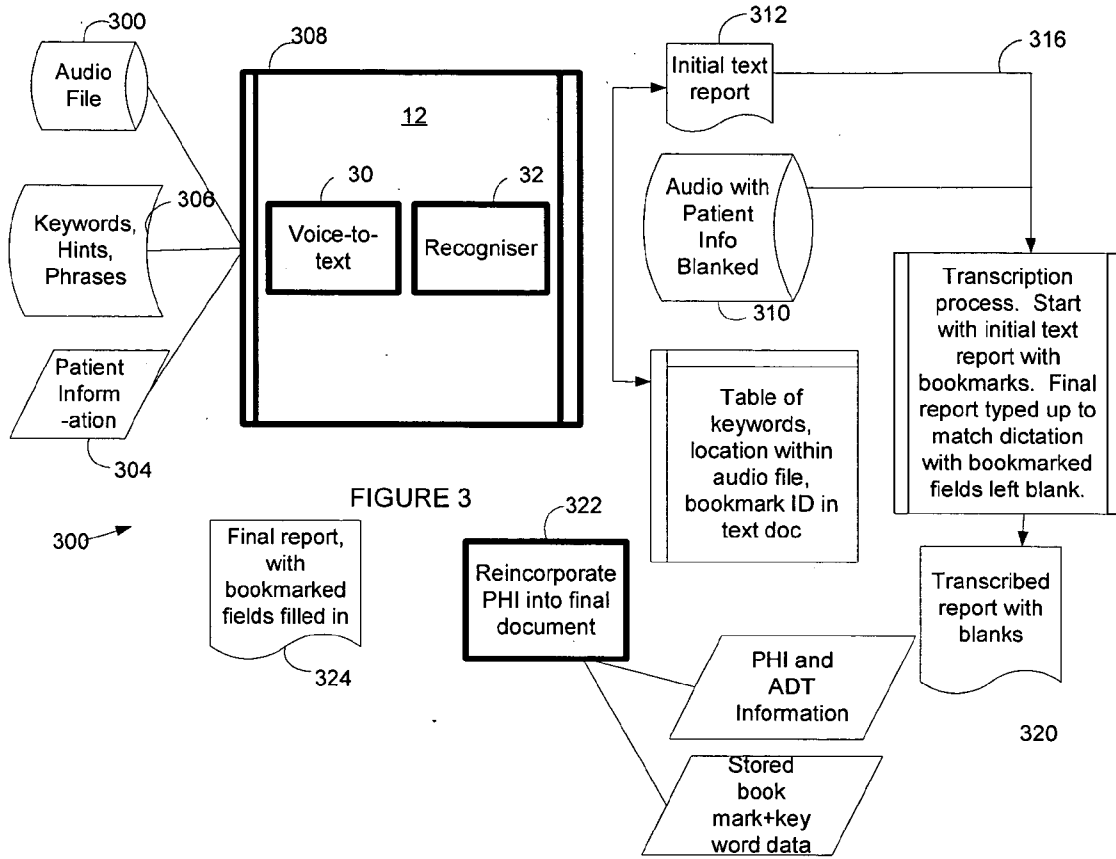 300
Audio
File
306
Keywords,
Hints,
Phrases
Patient
Inform
-ation
304
308
12
30
Voice-to-
text
32
Recogniser
312
Initial text
report
316
Audio with
Patient
Info
Blanked
310
Table of
keywords,
location within
audio file,
bookmark ID in
text doc
Transcription
process. Start
with initial text
report with
bookmarks. Final
report typed up to
match dictation
with bookmarked
fields left blank.
Transcribed
report with
blanks
320
FIGURE 3
300
Final report,
with
bookmarked
fields filled in
324
322
Reincorporate
PHI into final
document
PHI and
ADT
Information
Stored
book
mark+key
word data